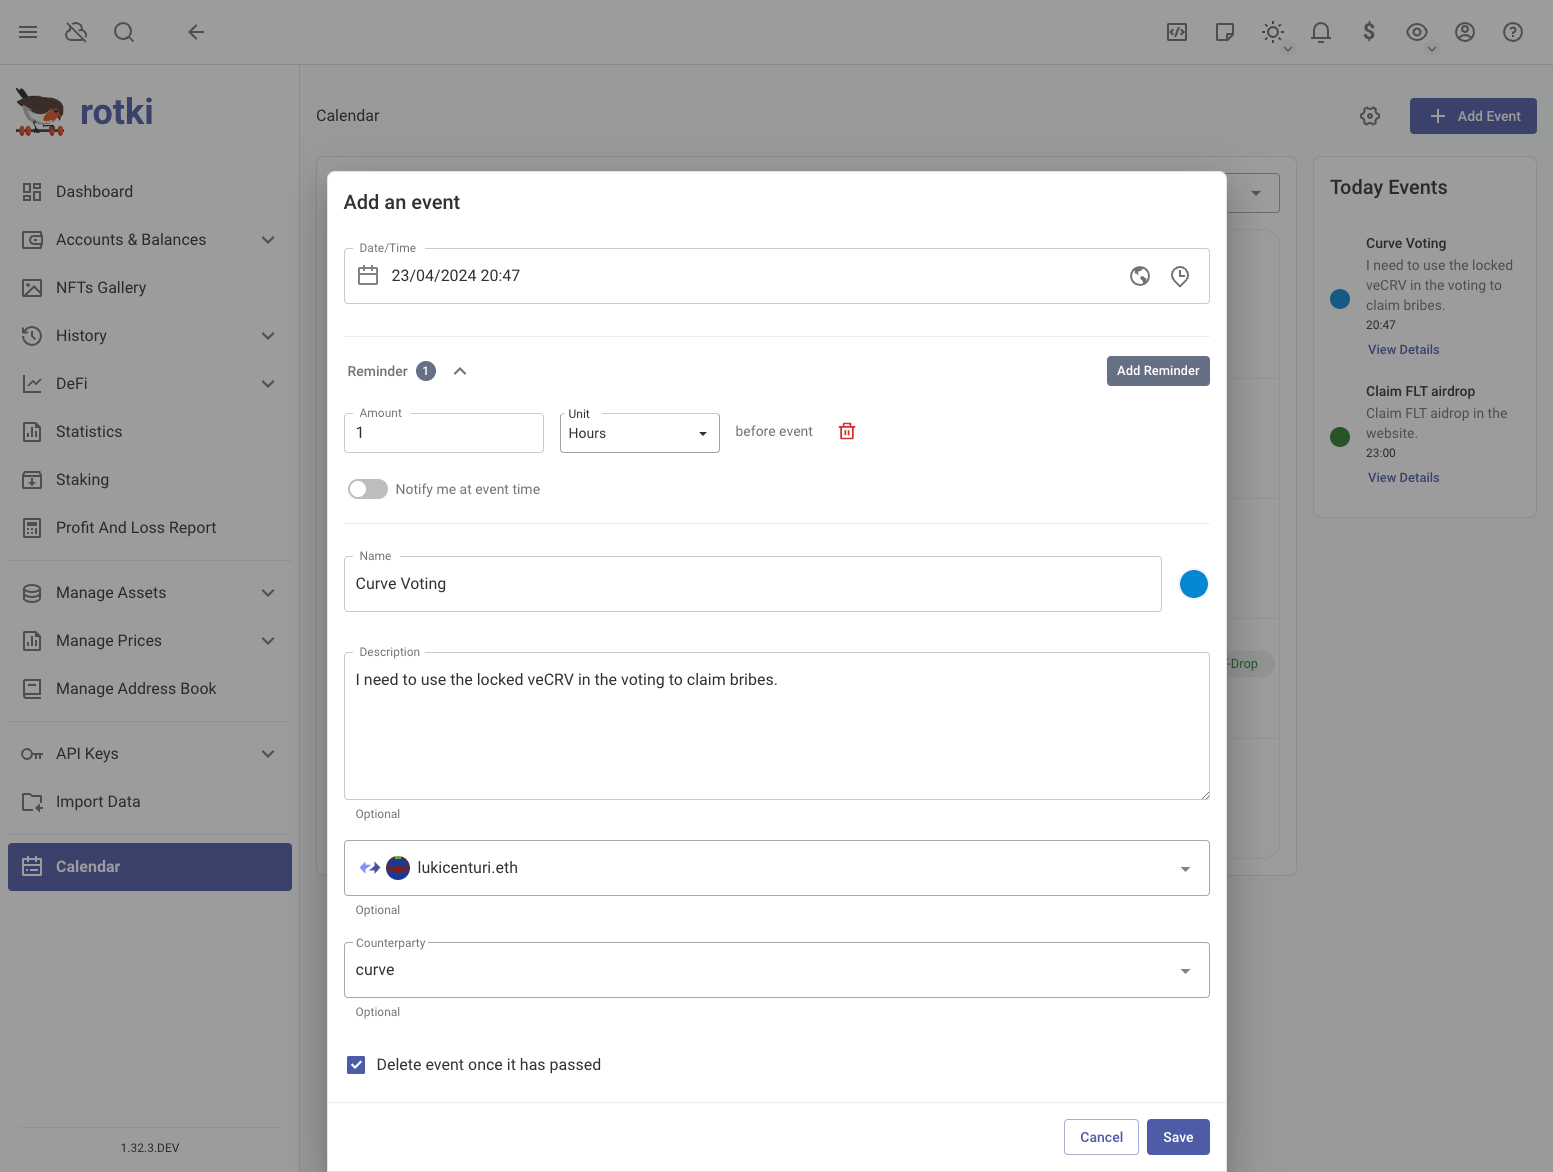 rotki
Dashboard
Accounts & Balances
NFTs Gallery
History
DeFi
Statistics
Staking
Profit And Loss Report
Manage Assets
Manage Prices
Manage Address Book
API Keys
Import Data
Calendar
1.32.3.DEV
Calendar
Add Event
Add an event
Date/Time
23/04/2024 20:47
Reminder 1
Add Reminder
Amount
1
Unit
Hours
before event
Notify me at event time
Name
Curve Voting
Description
I need to use the locked veCRV in the voting to claim bribes.
Optional
lukicenturi.eth
Optional
Counterparty
curve
Optional
Delete event once it has passed
Cancel
Save
-Drop
Today Events
Curve Voting
I need to use the locked
veCRV in the voting to
claim bribes.
20:47
View Details
Claim FLT airdrop
Claim FLT aidrop in the
website.
23:00
View Details